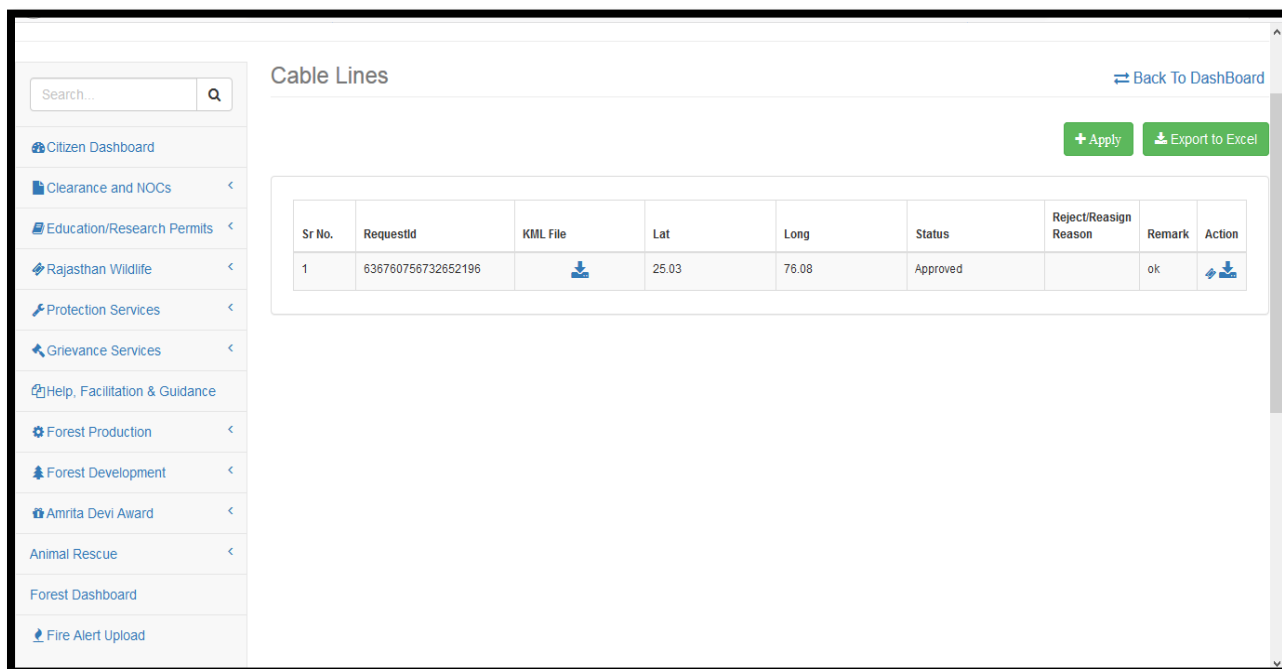 Search...
Citizen Dashboard
Clearance and NOCs
Education/Research Permits
Rajasthan Wildlife
Protection Services
Grievance Services
Help, Facilitation & Guidance
Forest Production
Forest Development
Amrita Devi Award
Animal Rescue
Forest Dashboard
Fire Alert Upload
Cable Lines
Back To DashBoard
Apply Export to Excel
Sr No. RequestId KML File Lat Long Status Reject/Reasign Reason Remark Action
1 636760756732652196 25.03 76.08 Approved ok